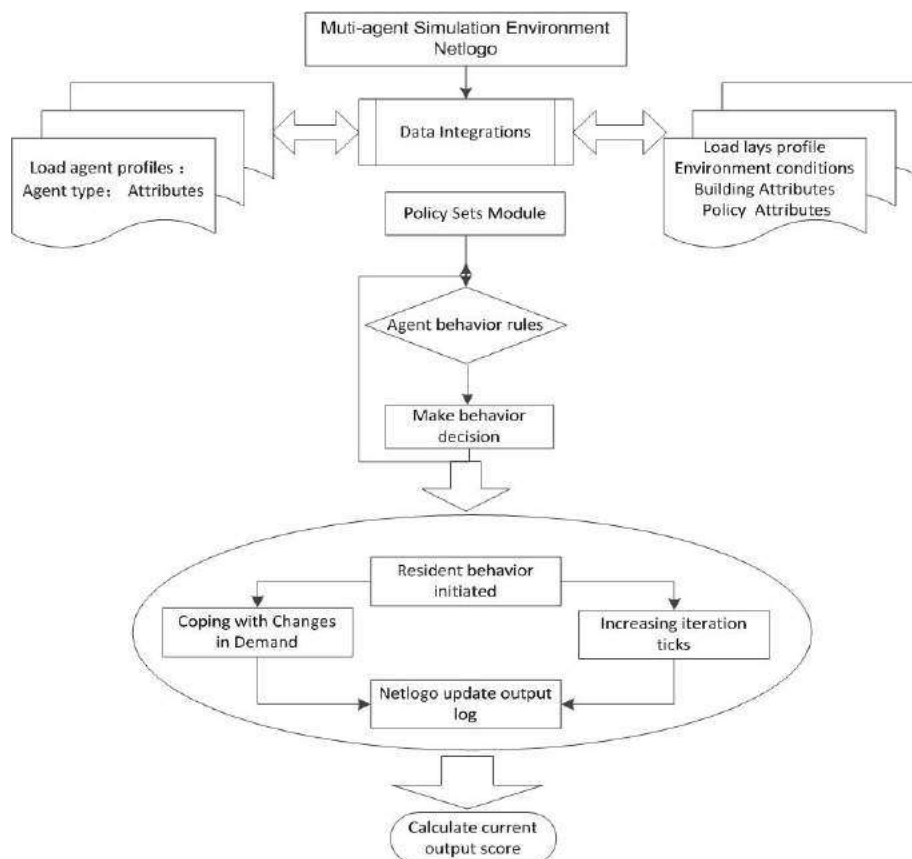 Muti-agent Simulation Environment
Netlogo
Data Integrations
Load agent profiles：
Agent type： Attributes
Load lays profile
Environment conditions
Building Attributes
Policy Attributes
Policy Sets Module
Agent behavior rules
Make behavior
decision
Resident behavior
initiated
Coping with Changes
in Demand
Increasing iteration
ticks
Netlogo update output
log
Calculate current
output score